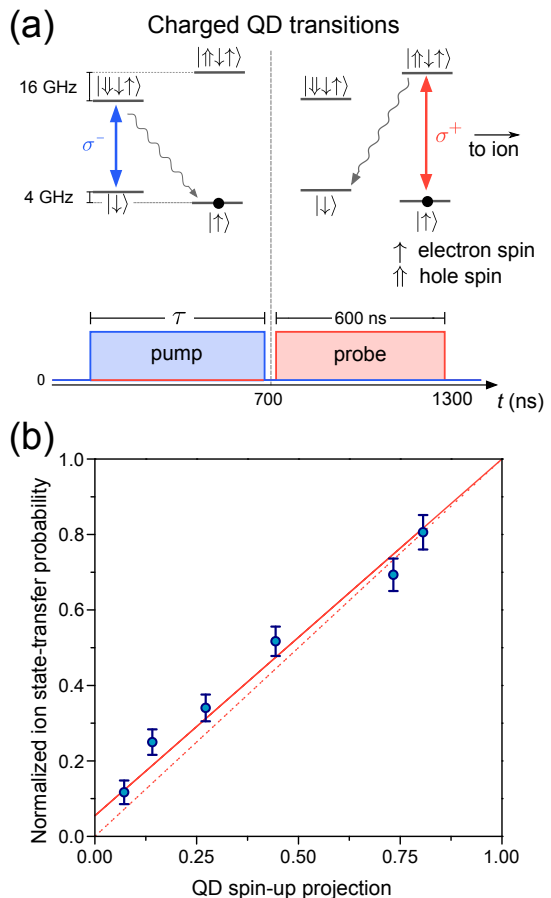 (a) Charged QD transitions
|⇓↓↑⟩ |⇑↓↑⟩ |⇓↓↑⟩ |⇑↓↑⟩
16 GHz
σ⁻ σ⁺
to ion
4 GHz
|↓⟩ |↑⟩ |↓⟩ |↑⟩
↑ electron spin
⇑ hole spin
τ 600 ns
pump probe
0
700 1300 t (ns)
(b)
Normalized ion state-transfer probability
1.0
0.8
0.6
0.4
0.2
0.0
0.00 0.25 0.50 0.75 1.00
QD spin-up projection